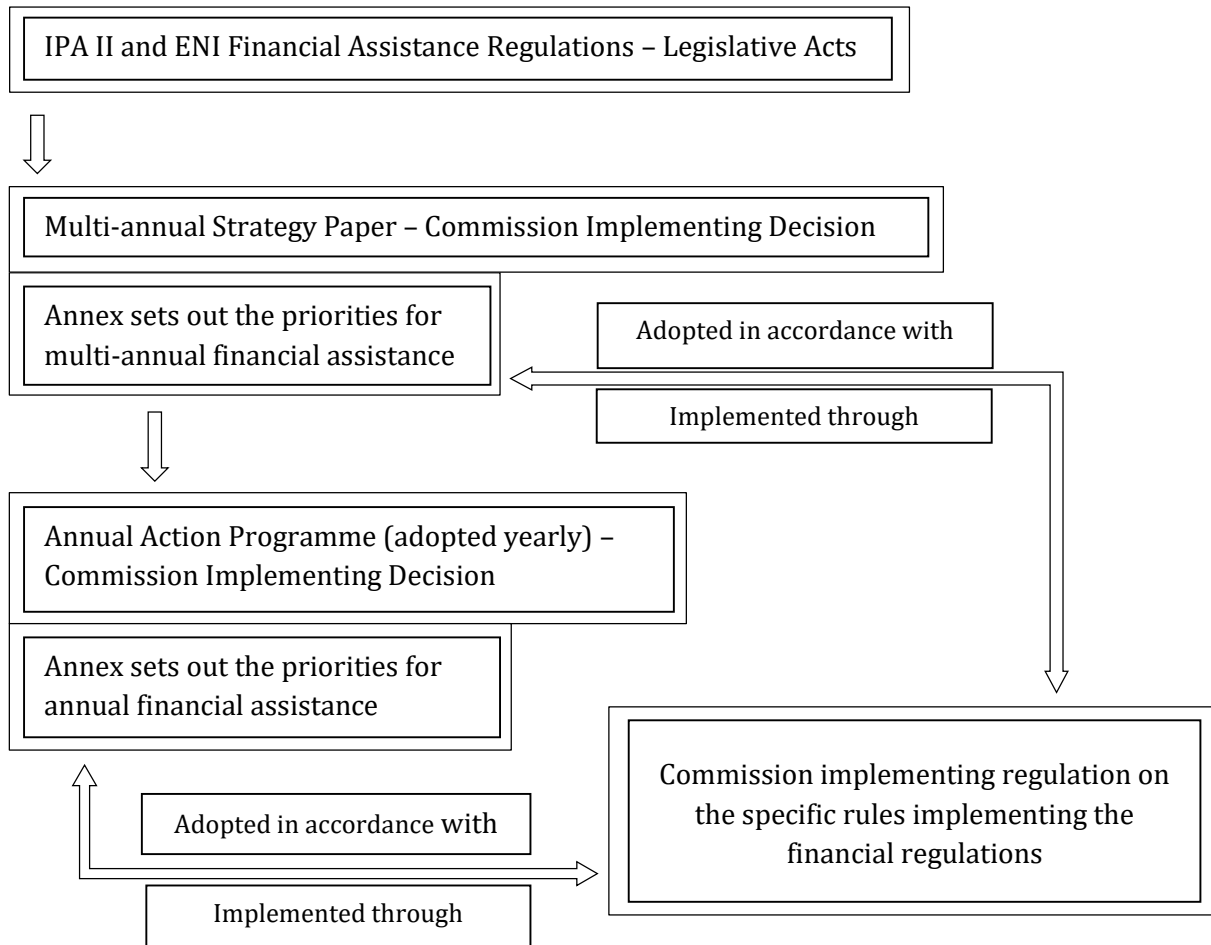 IPA II and ENI Financial Assistance Regulations – Legislative Acts
Multi-annual Strategy Paper – Commission Implementing Decision
Annex sets out the priorities for
multi-annual financial assistance
Adopted in accordance with
Implemented through
Annual Action Programme (adopted yearly) –
Commission Implementing Decision
Annex sets out the priorities for
annual financial assistance
Commission implementing regulation on
the specific rules implementing the
financial regulations
Adopted in accordance with
Implemented through